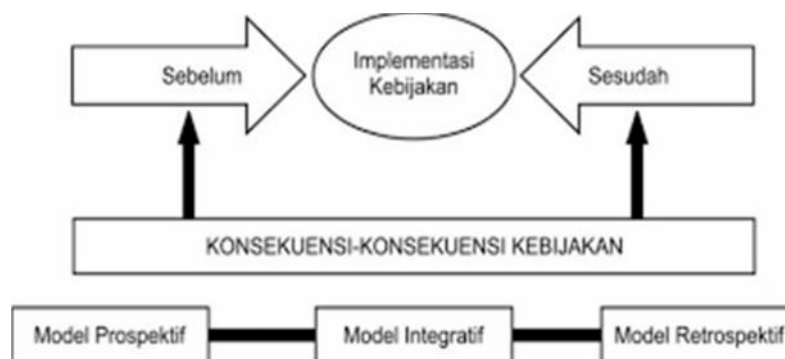 Sebelum
Implementasi
Kebijakan
Sesudah
KONSEKUENSI-KONSEKUENSI KEBIJAKAN
Model Prospektif
Model Integratif
Model Retrospektif